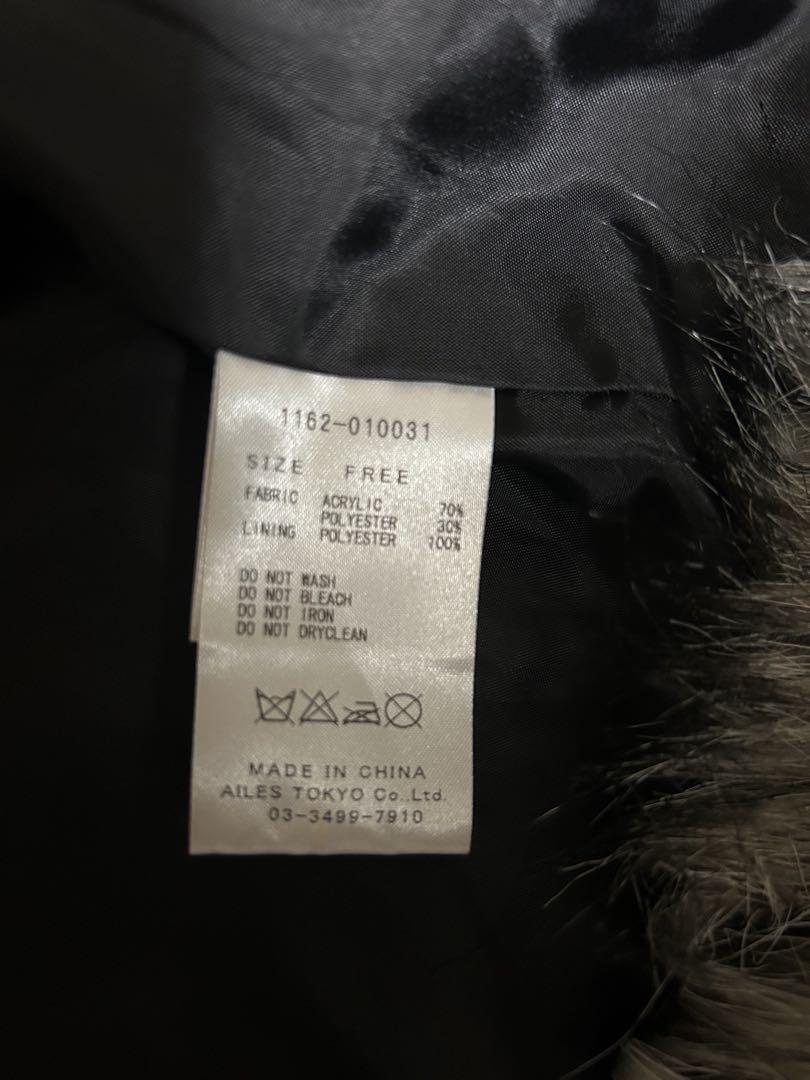 1162-010031
SIZE FREE
FABRIC ACRYLIC 70%
POLYESTER 30%
LINING POLYESTER 100%
DO NOT WASH
DO NOT BLEACH
DO NOT IRON
DO NOT DRYCLEAN
MADE IN CHINA
AILES TOKYO Co.,Ltd.
03-3499-7910